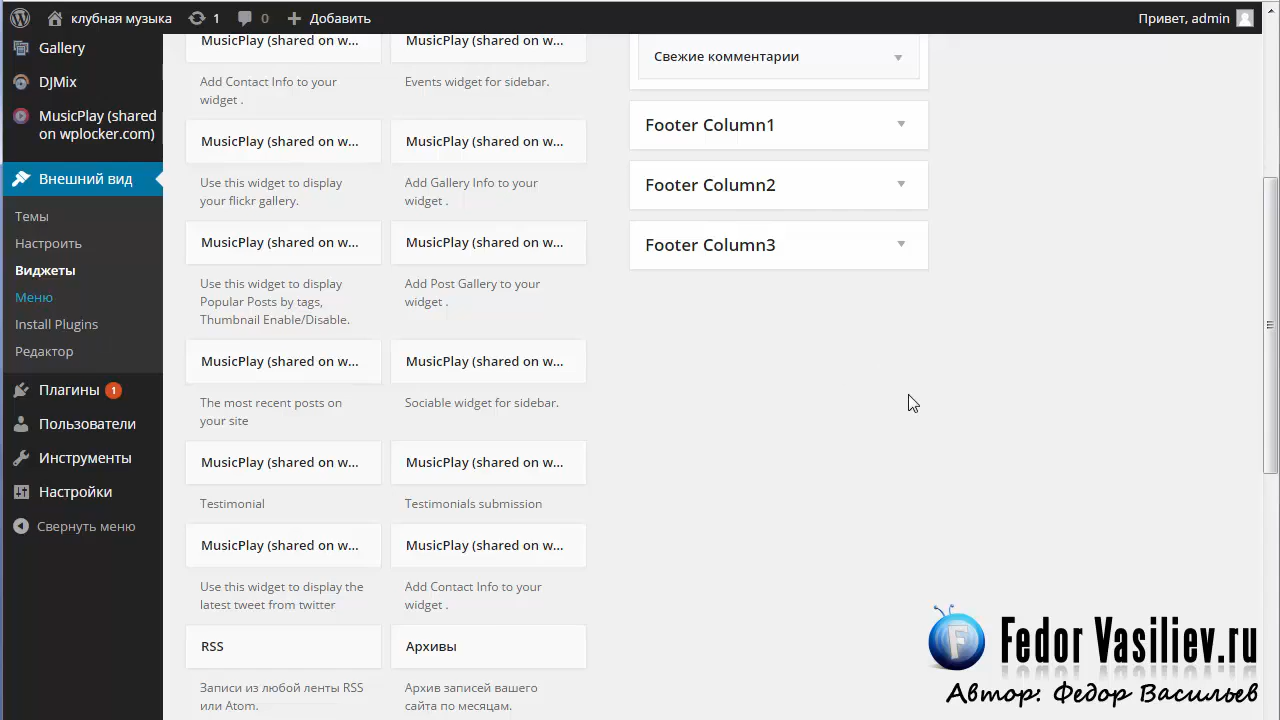 клубная музыка
1
0
Добавить
Привет, admin
Gallery
DJMix
MusicPlay (shared
on wplocker.com)
Внешний вид
Темы
Настроить
Виджеты
Меню
Install Plugins
Редактор
Плагины 1
Пользователи
Инструменты
Настройки
Свернуть меню
MusicPlay (shared on w...
Add Contact Info to your
widget .
MusicPlay (shared on w...
Events widget for sidebar.
MusicPlay (shared on w...
Use this widget to display
your flickr gallery.
MusicPlay (shared on w...
Add Gallery Info to your
widget .
MusicPlay (shared on w...
Use this widget to display
Popular Posts by tags,
Thumbnail Enable/Disable.
MusicPlay (shared on w...
Add Post Gallery to your
widget .
MusicPlay (shared on w...
The most recent posts on
your site
MusicPlay (shared on w...
Sociable widget for sidebar.
MusicPlay (shared on w...
Testimonial
MusicPlay (shared on w...
Testimonials submission
MusicPlay (shared on w...
Use this widget to display the
latest tweet from twitter
MusicPlay (shared on w...
Add Contact Info to your
widget .
RSS
Записи из любой ленты RSS
или Atom.
Архивы
Архив записей вашего
сайта по месяцам.
Свежие комментарии
Footer Column1
Footer Column2
Footer Column3
F
Fedor Vasiliev.ru
Автор: Федор Васильев